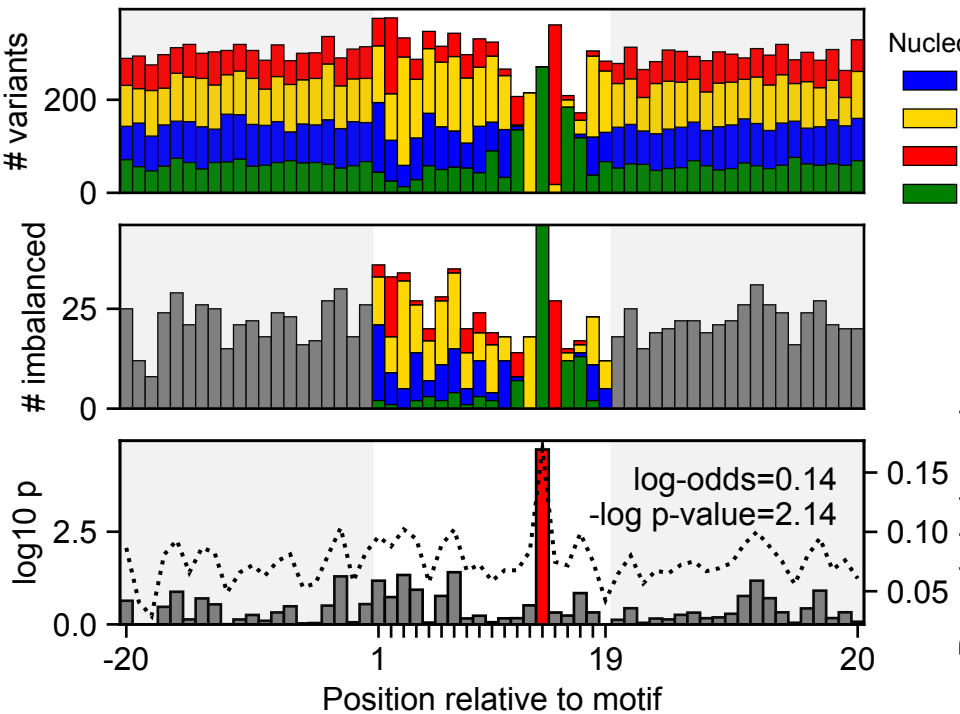 # variants
200
0
Nucleo
# imbalanced
25
0
log10 p
2.5
0.0
log-odds=0.14
-log p-value=2.14
0.15
0.10
0.05
-20
1
19
20
Position relative to motif